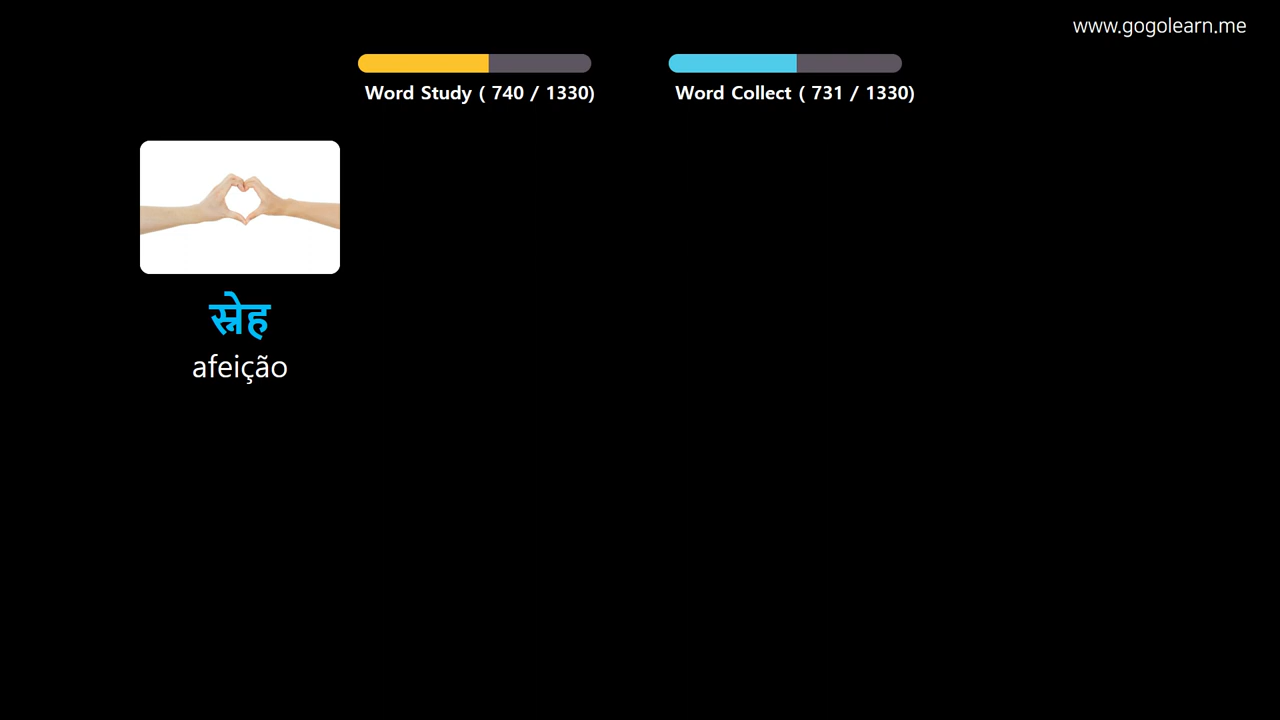 www.gogolearn.me
Word Study ( 740 / 1330)
Word Collect ( 731 / 1330)
स्नेह
afeição